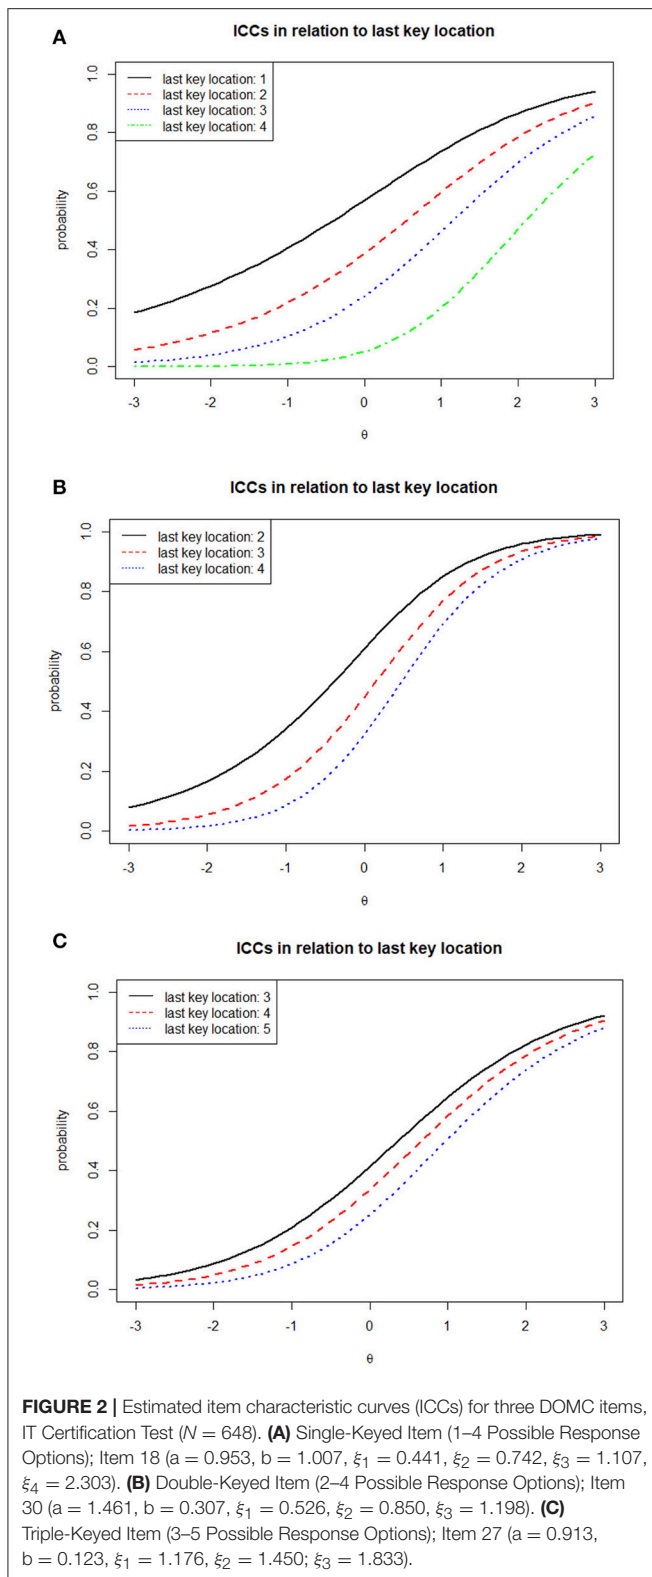 A
ICCs in relation to last key location
last key location: 1
last key location: 2
last key location: 3
last key location: 4
probability
0.0 0.2 0.4 0.6 0.8 1.0
-3 -2 -1 0 1 2 3
θ
B
ICCs in relation to last key location
last key location: 2
last key location: 3
last key location: 4
probability
0.0 0.2 0.4 0.6 0.8 1.0
-3 -2 -1 0 1 2 3
θ
C
ICCs in relation to last key location
last key location: 3
last key location: 4
last key location: 5
probability
0.0 0.2 0.4 0.6 0.8 1.0
-3 -2 -1 0 1 2 3
θ
FIGURE 2 | Estimated item characteristic curves (ICCs) for three DOMC items,
IT Certification Test (N = 648). (A) Single-Keyed Item (1–4 Possible Response
Options); Item 18 (a = 0.953, b = 1.007, ξ1 = 0.441, ξ2 = 0.742, ξ3 = 1.107,
ξ4 = 2.303). (B) Double-Keyed Item (2–4 Possible Response Options); Item
30 (a = 1.461, b = 0.307, ξ1 = 0.526, ξ2 = 0.850, ξ3 = 1.198). (C)
Triple-Keyed Item (3–5 Possible Response Options); Item 27 (a = 0.913,
b = 0.123, ξ1 = 1.176, ξ2 = 1.450; ξ3 = 1.833).